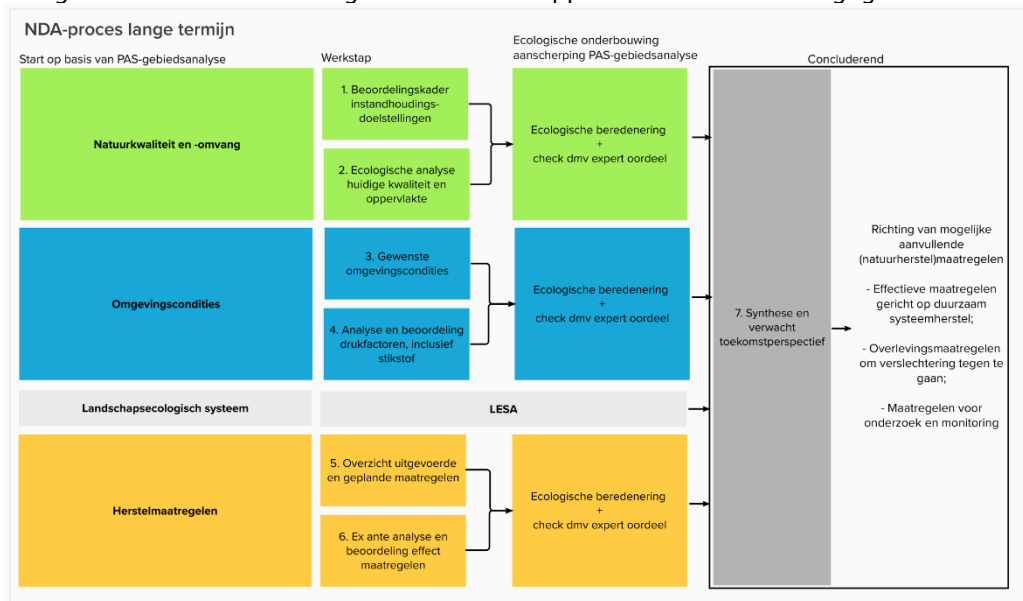 NDA-proces lange termijn
Start op basis van PAS-gebiedsanalyse
Werkstap
Ecologische onderbouwing
aanscherping PAS-gebiedsanalyse
Concluderend
Natuurkwaliteit en -omvang
1. Beoordelingskader
instandhoudings-
doelstellingen
2. Ecologische analyse
huidige kwaliteit en
oppervlakte
Ecologische beredenering
+
check dmv expert oordeel
Omgevingscondities
3. Gewenste
omgevingscondities
4. Analyse en beoordeling
drukfactoren, inclusief
stikstof
Ecologische beredenering
+
check dmv expert oordeel
Landschapsecologisch systeem
LESA
Herstelmaatregelen
5. Overzicht uitgevoerde
en geplande maatregelen
6. Ex ante analyse en
beoordeling effect
maatregelen
Ecologische beredenering
+
check dmv expert oordeel
7. Synthese en
verwacht
toekomstperspectief
Richting van mogelijke
aanvullende
(natuurherstel)maatregelen
- Effectieve maatregelen
gericht op duurzaam
systeemherstel;
- Overlevingsmaatregelen
om verslechtering tegen te
gaan;
- Maatregelen voor
onderzoek en monitoring